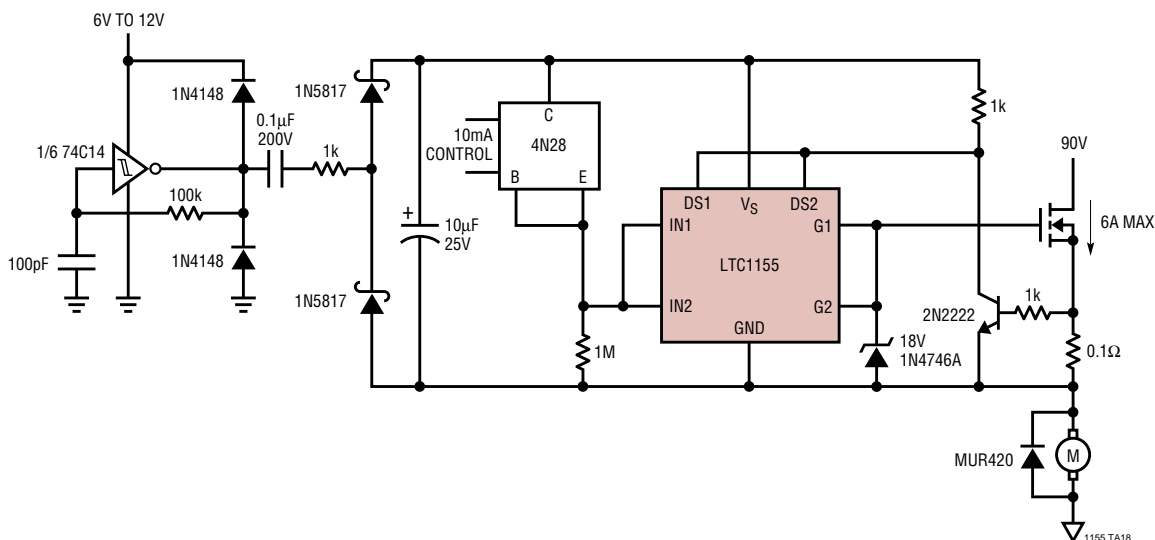 6V TO 12V
1N4148
1/6 74C14
100k
100pF
1N4148
0.1µF
200V
1k
1N5817
1N5817
+
10µF
25V
10mA
CONTROL
C
4N28
B
E
1M
DS1
VS
DS2
IN1
G1
LTC1155
IN2
G2
GND
18V
1N4746A
1k
90V
6A MAX
2N2222
1k
0.1Ω
MUR420
M
1155 TA18